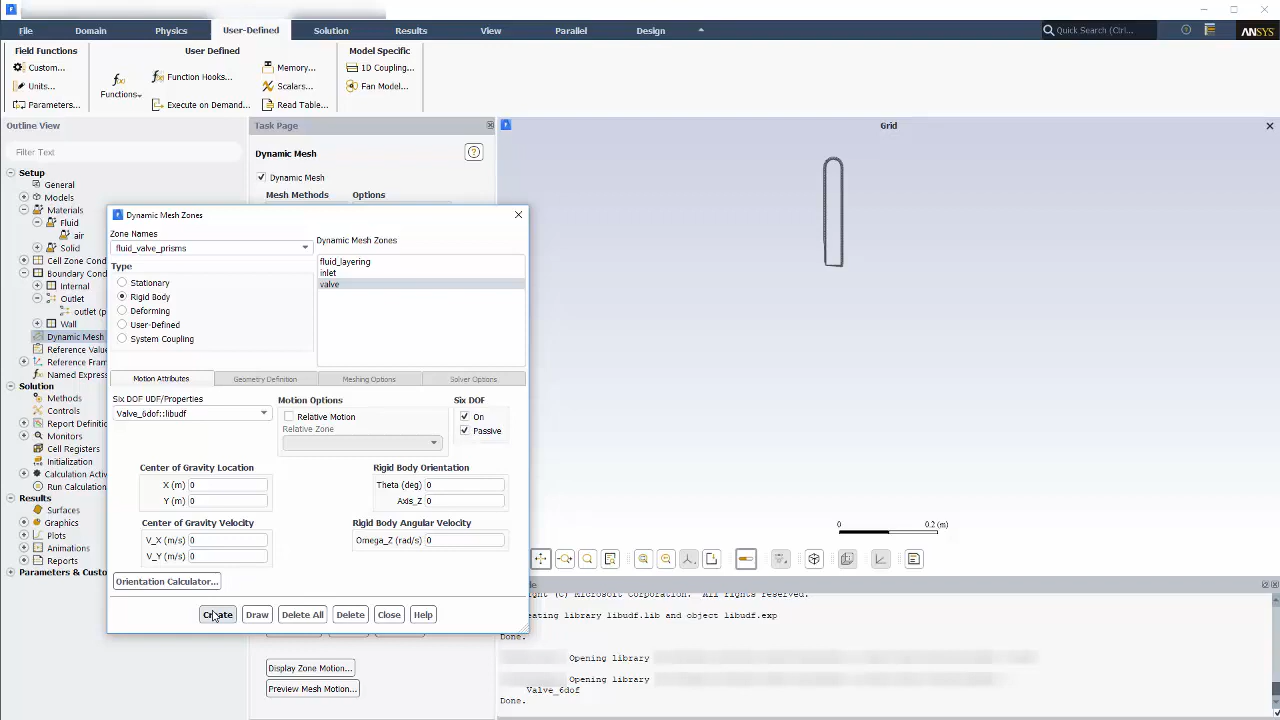 File Domain Physics User-Defined Solution Results View Parallel Design Quick Search (Ctrl... ANSYS
Field Functions
Custom...
Units...
Parameters...
User Defined
Functions
Function Hooks...
Execute on Demand...
Memory...
Scalars...
Read Table...
Model Specific
1D Coupling...
Fan Model...
Outline View
Filter Text
Setup
General
Models
Materials
Fluid
air
Solid
Cell Zone Con
Boundary Cond
Internal
Outlet
outlet (p
Wall
Dynamic Mesh
Reference Valu
Reference Fram
Named Expres
Solution
Methods
Controls
Report Definiti
Monitors
Cell Registers
Initialization
Calculation Activ
Run Calculation
Results
Surfaces
Graphics
Plots
Animations
Reports
Parameters & Custo
Task Page
Dynamic Mesh
?
Dynamic Mesh
Mesh Methods Options
Dynamic Mesh Zones
Zone Names
fluid_valve_prisms
Type
Stationary
Rigid Body
Deforming
User-Defined
System Coupling
Dynamic Mesh Zones
fluid_layering
inlet
valve
Motion Attributes Geometry Definition Meshing Options Solver Options
Six DOF UDF/Properties
Valve_6dof::libudf
Motion Options
Relative Motion
Relative Zone
Six DOF
On
Passive
Center of Gravity Location
X (m) 0
Y (m) 0
Rigid Body Orientation
Theta (deg) 0
Axis_Z 0
Center of Gravity Velocity
V_X (m/s) 0
V_Y (m/s) 0
Rigid Body Angular Velocity
Omega_Z (rad/s) 0
Orientation Calculator...
Create Draw Delete All Delete Close Help
Display Zone Motion...
Preview Mesh Motion...
Grid
0 0.2 (m)
ight (C) Microsoft Corporation. All rights reserved.
eating library libudf.lib and object libudf.exp
Done.
Opening library
Opening library
Valve_6dof
Done.